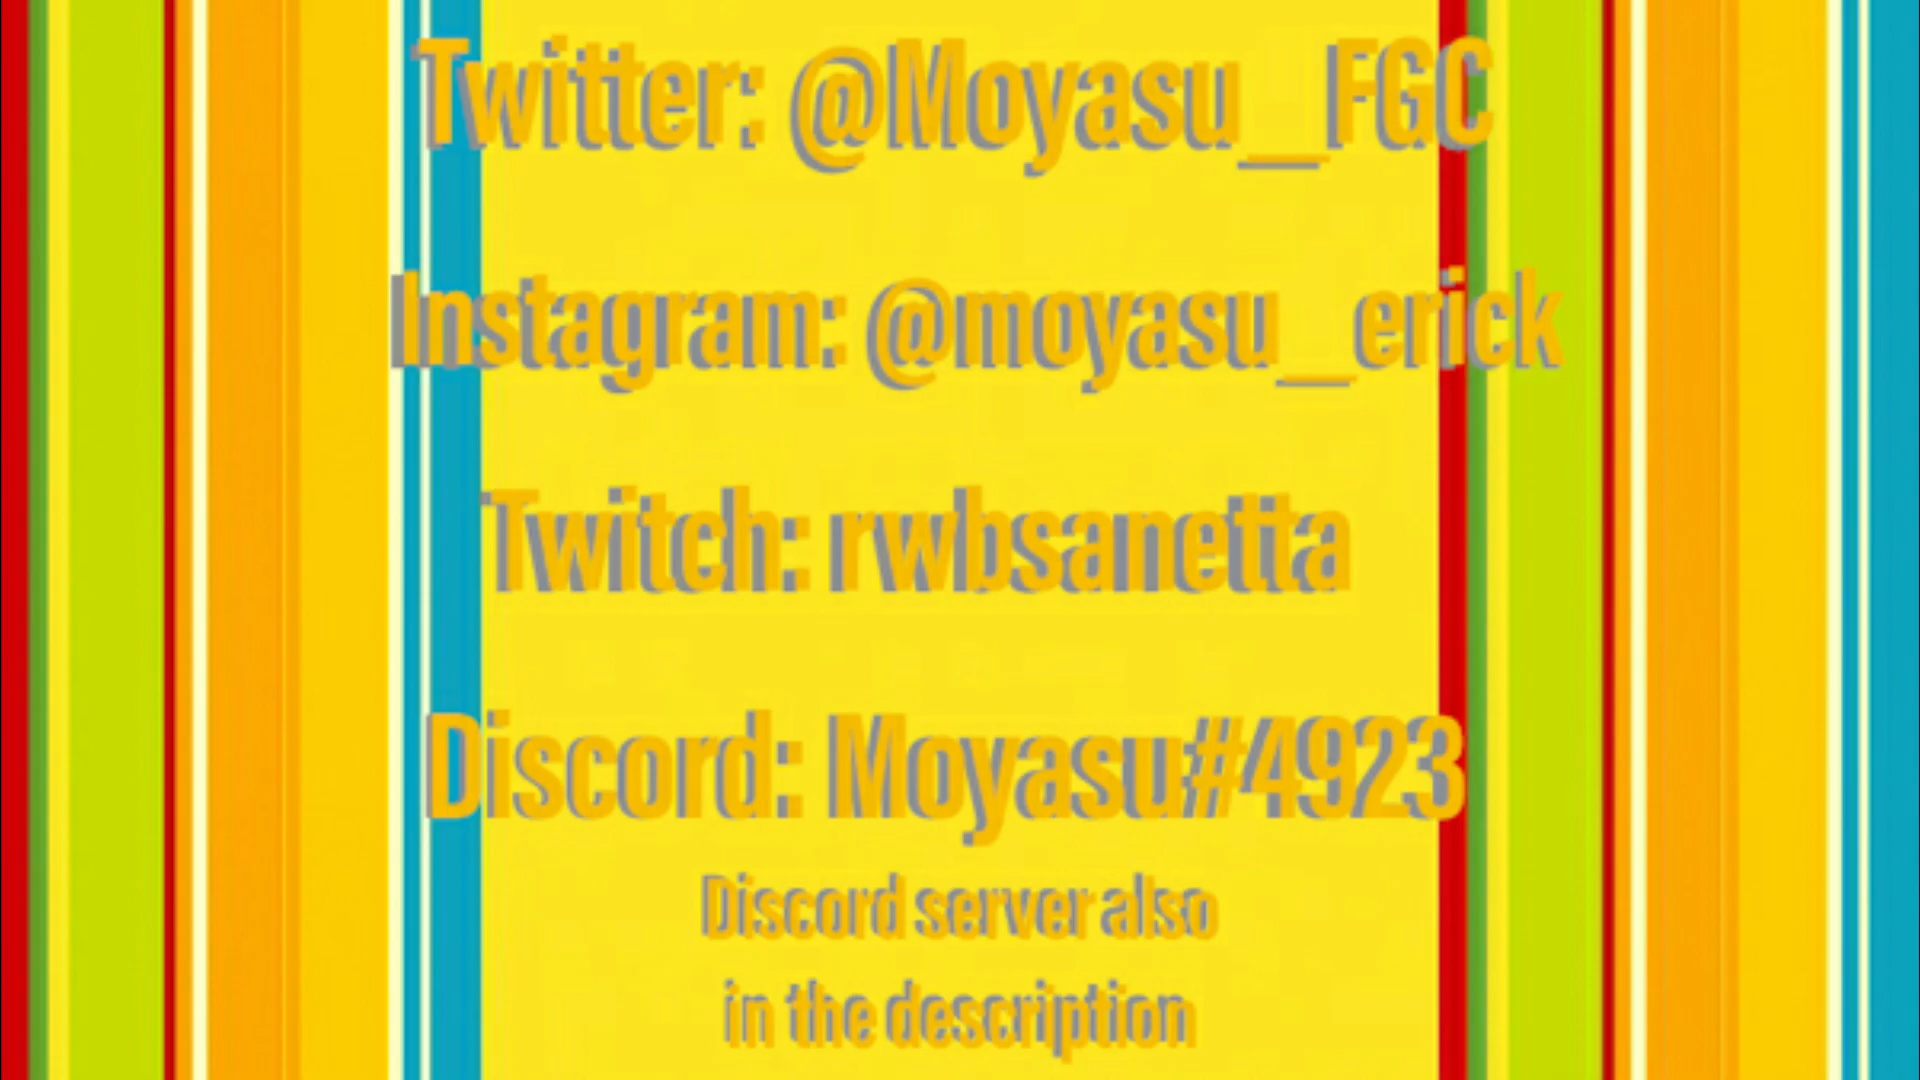 Twitter: @Moyasu_FGC
Instagram: @moyasu_erick
Twitch: rwbsanetta
Discord: Moyasu#4923
Discord server also
in the description